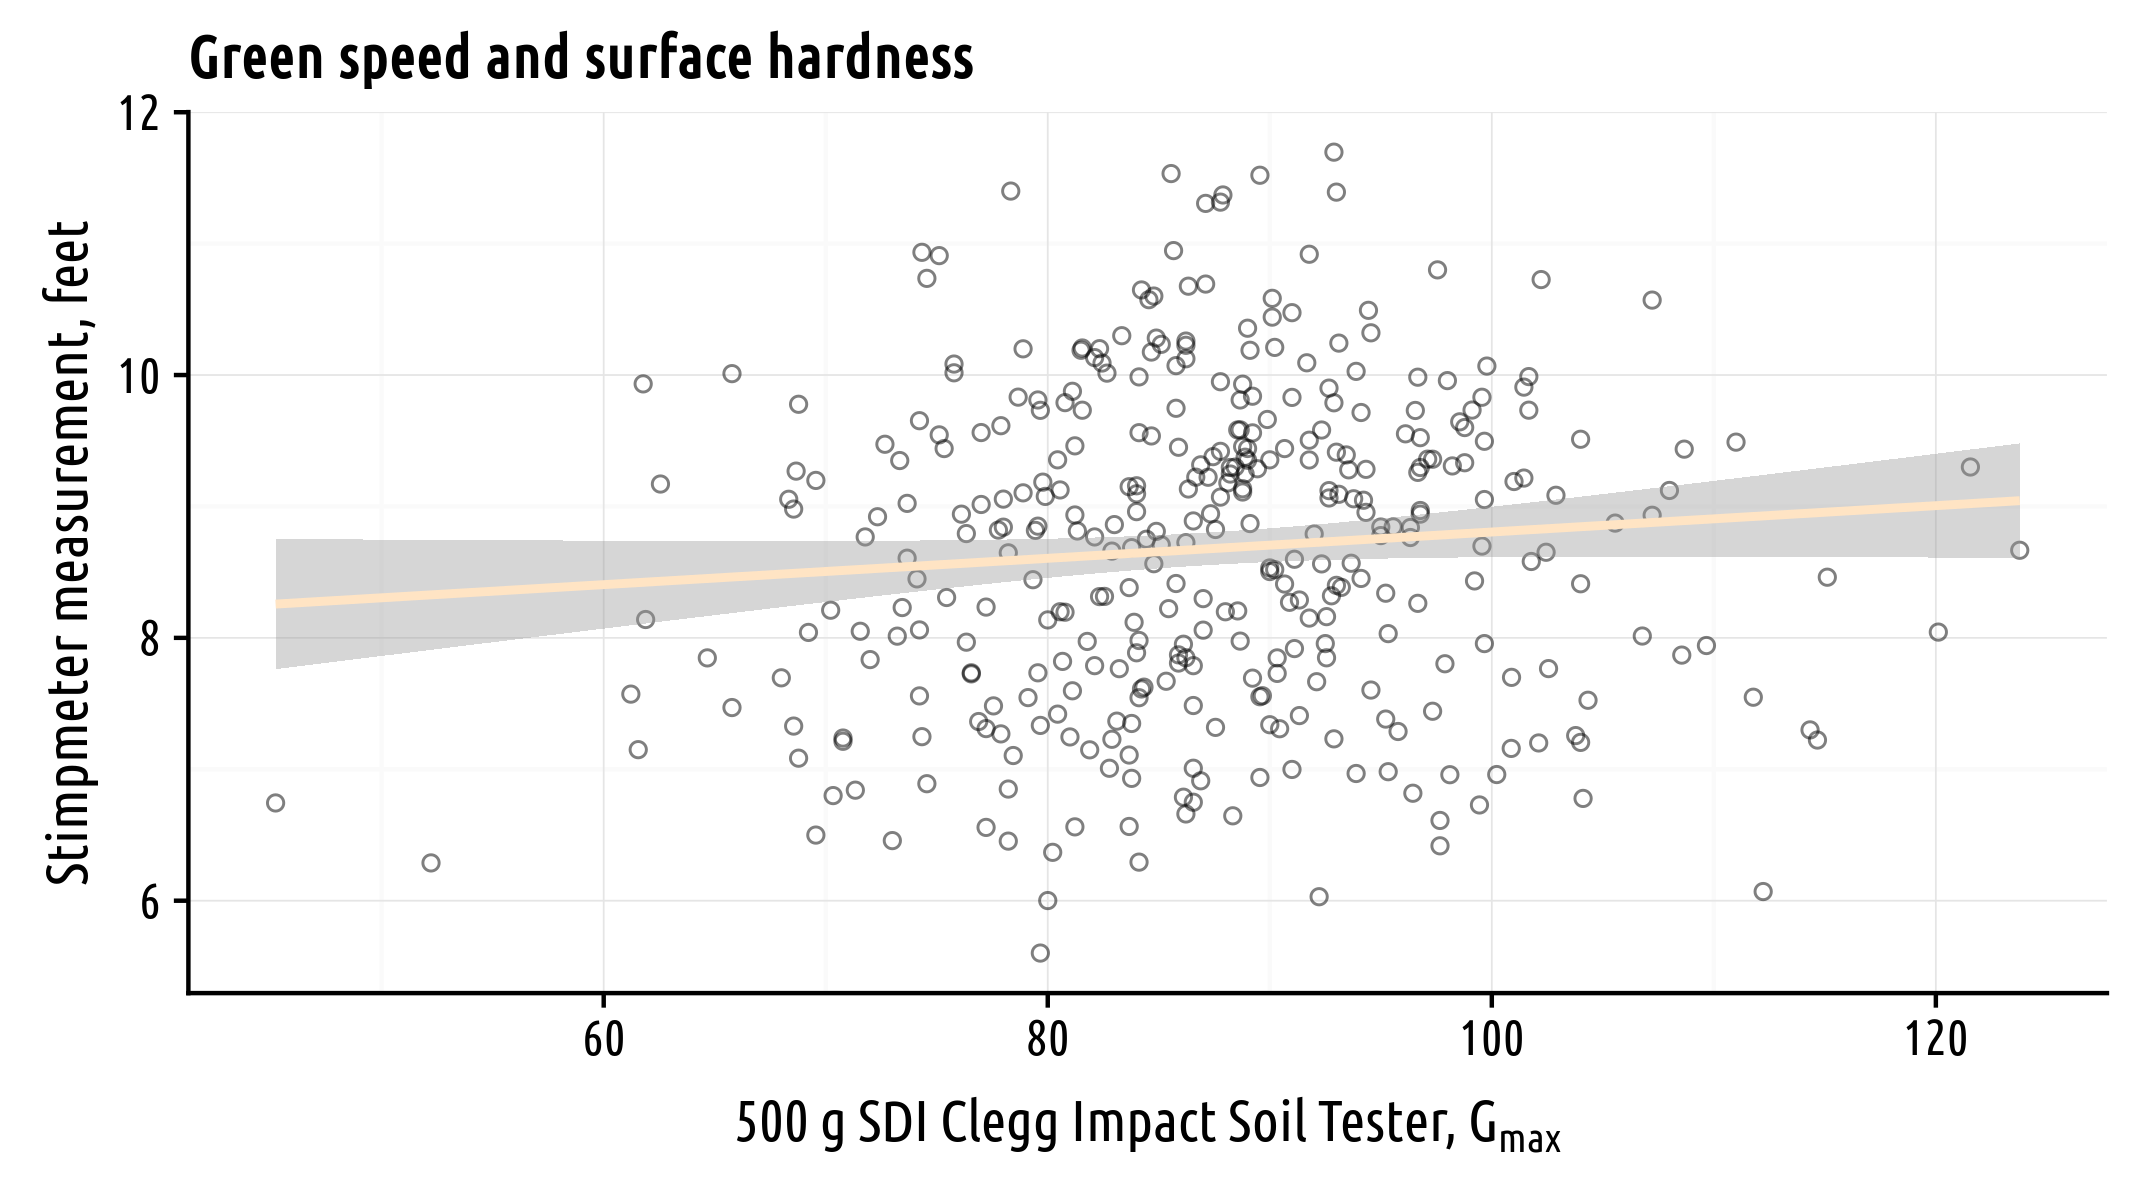 Green speed and surface hardness
12
10
8
6
Stimpmeter measurement, feet
60 80 100 120
500 g SDI Clegg Impact Soil Tester, Gmax